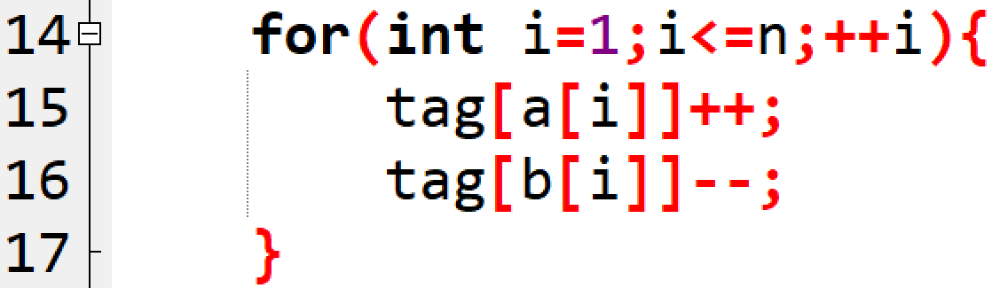 14 for(int i=1;i<=n;++i){
15 tag[a[i]]++;
16 tag[b[i]]--;
17 }